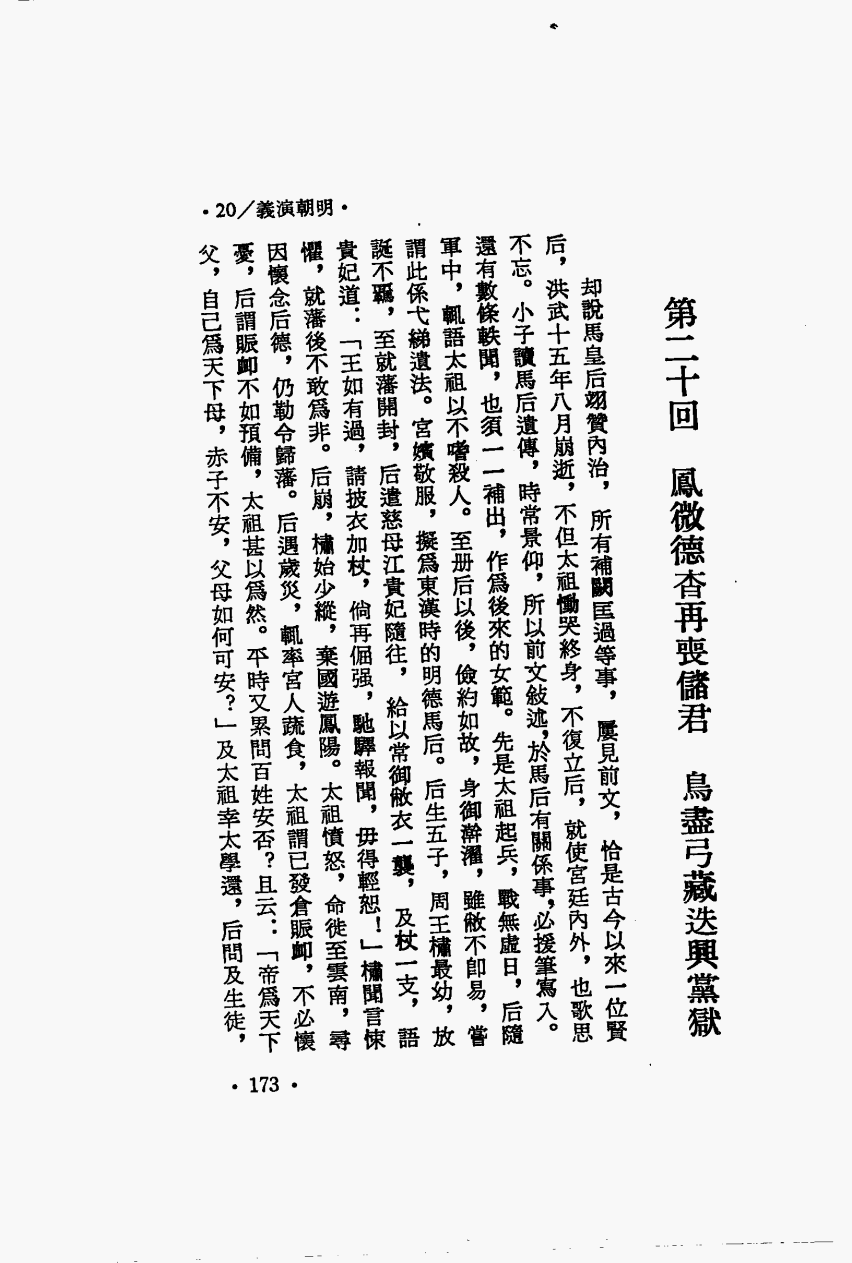 ·明朝演義／20·
第二十回　鳳微德杳再喪儲君　鳥盡弓藏迭興黨獄
却說馬皇后翊贊內治，所有補闕匡過等事，屢見前文，恰是古今以來一位賢
后，洪武十五年八月崩逝，不但太祖慟哭終身，不復立后，就使宮廷內外，也歌思
不忘。小子讀馬后遺傳，時常景仰，所以前文敍述，於馬后有關係事，必援筆寫入。
還有數條軼聞，也須一一補出，作爲後來的女範。先是太祖起兵，戰無虛日，后隨
軍中，輒語太祖以不嗜殺人。至册后以後，儉約如故，身御澣濯，雖敝不卽易，嘗
謂此係弋綈遺法。宮嬪敬服，擬爲東漢時的明德馬后。后生五子，周王橚最幼，放
誕不羈，至就藩開封，后遣慈母江貴妃隨往，給以常御敝衣一襲，及杖一支，語
貴妃道：「王如有過，請披衣加杖，倘再倔强，馳驛報聞，毋得輕恕！」橚聞言悚
懼，就藩後不敢爲非。后崩，橚始少縱，棄國遊鳳陽。太祖憤怒，命徙至雲南，尋
因懷念后德，仍勒令歸藩。后遇歲災，輒率宮人蔬食，太祖謂已發倉賑卹，不必懷
憂，后謂賑卹不如預備，太祖甚以爲然。平時又累問百姓安否？且云：「帝爲天下
父，自己爲天下母，赤子不安，父母如何可安？」及太祖幸太學還，后問及生徒，
·173·